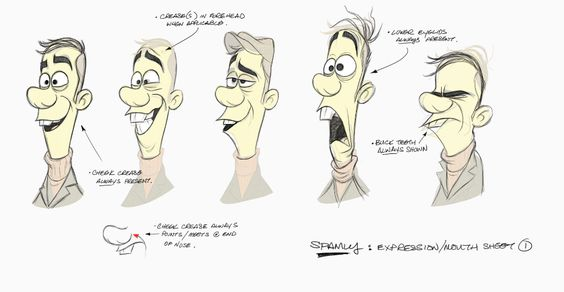 · CREASE(S) IN FOREHEAD
WHEN APPLICABLE.
· LOWER EYELIDS
ALWAYS PRESENT.
· BUCK TEETH
ALWAYS SHOWN
· CHEEK CREASE
ALWAYS PRESENT.
· CHEEK CREASE ALWAYS
POINTS/MEETS @ END
OF NOSE.
: EXPRESSION/MOUTH SHEET 1